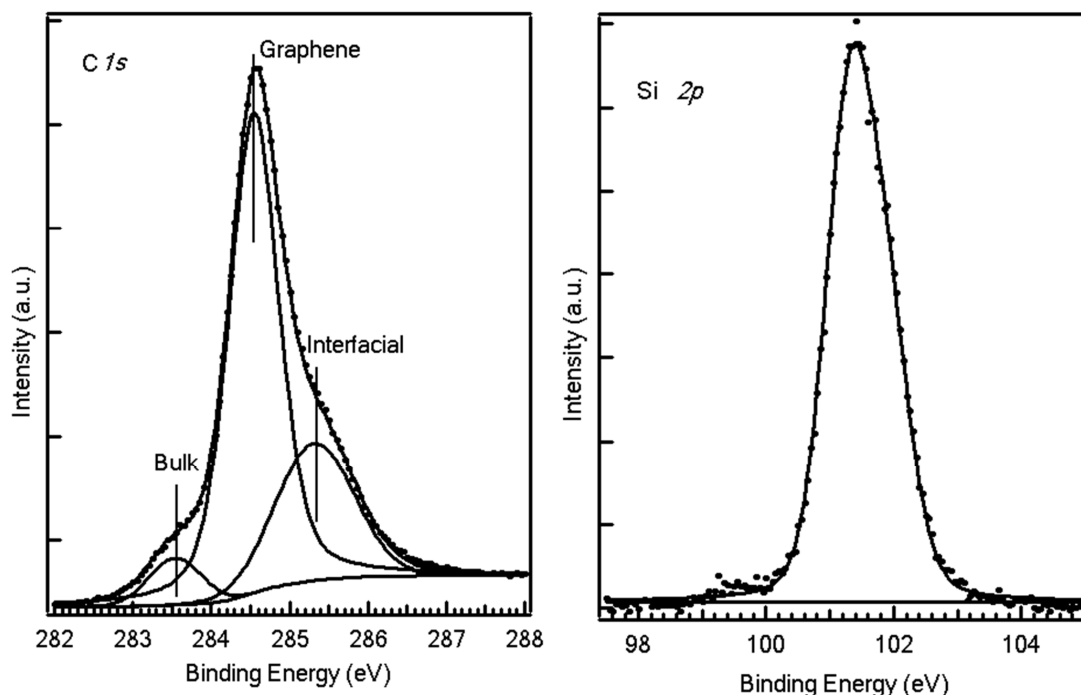 C 1s
Graphene
Interfacial
Bulk
Intensity (a.u.)
282 283 284 285 286 287 288
Binding Energy (eV)
Si 2p
Intensity (a.u.)
98 100 102 104
Binding Energy (eV)